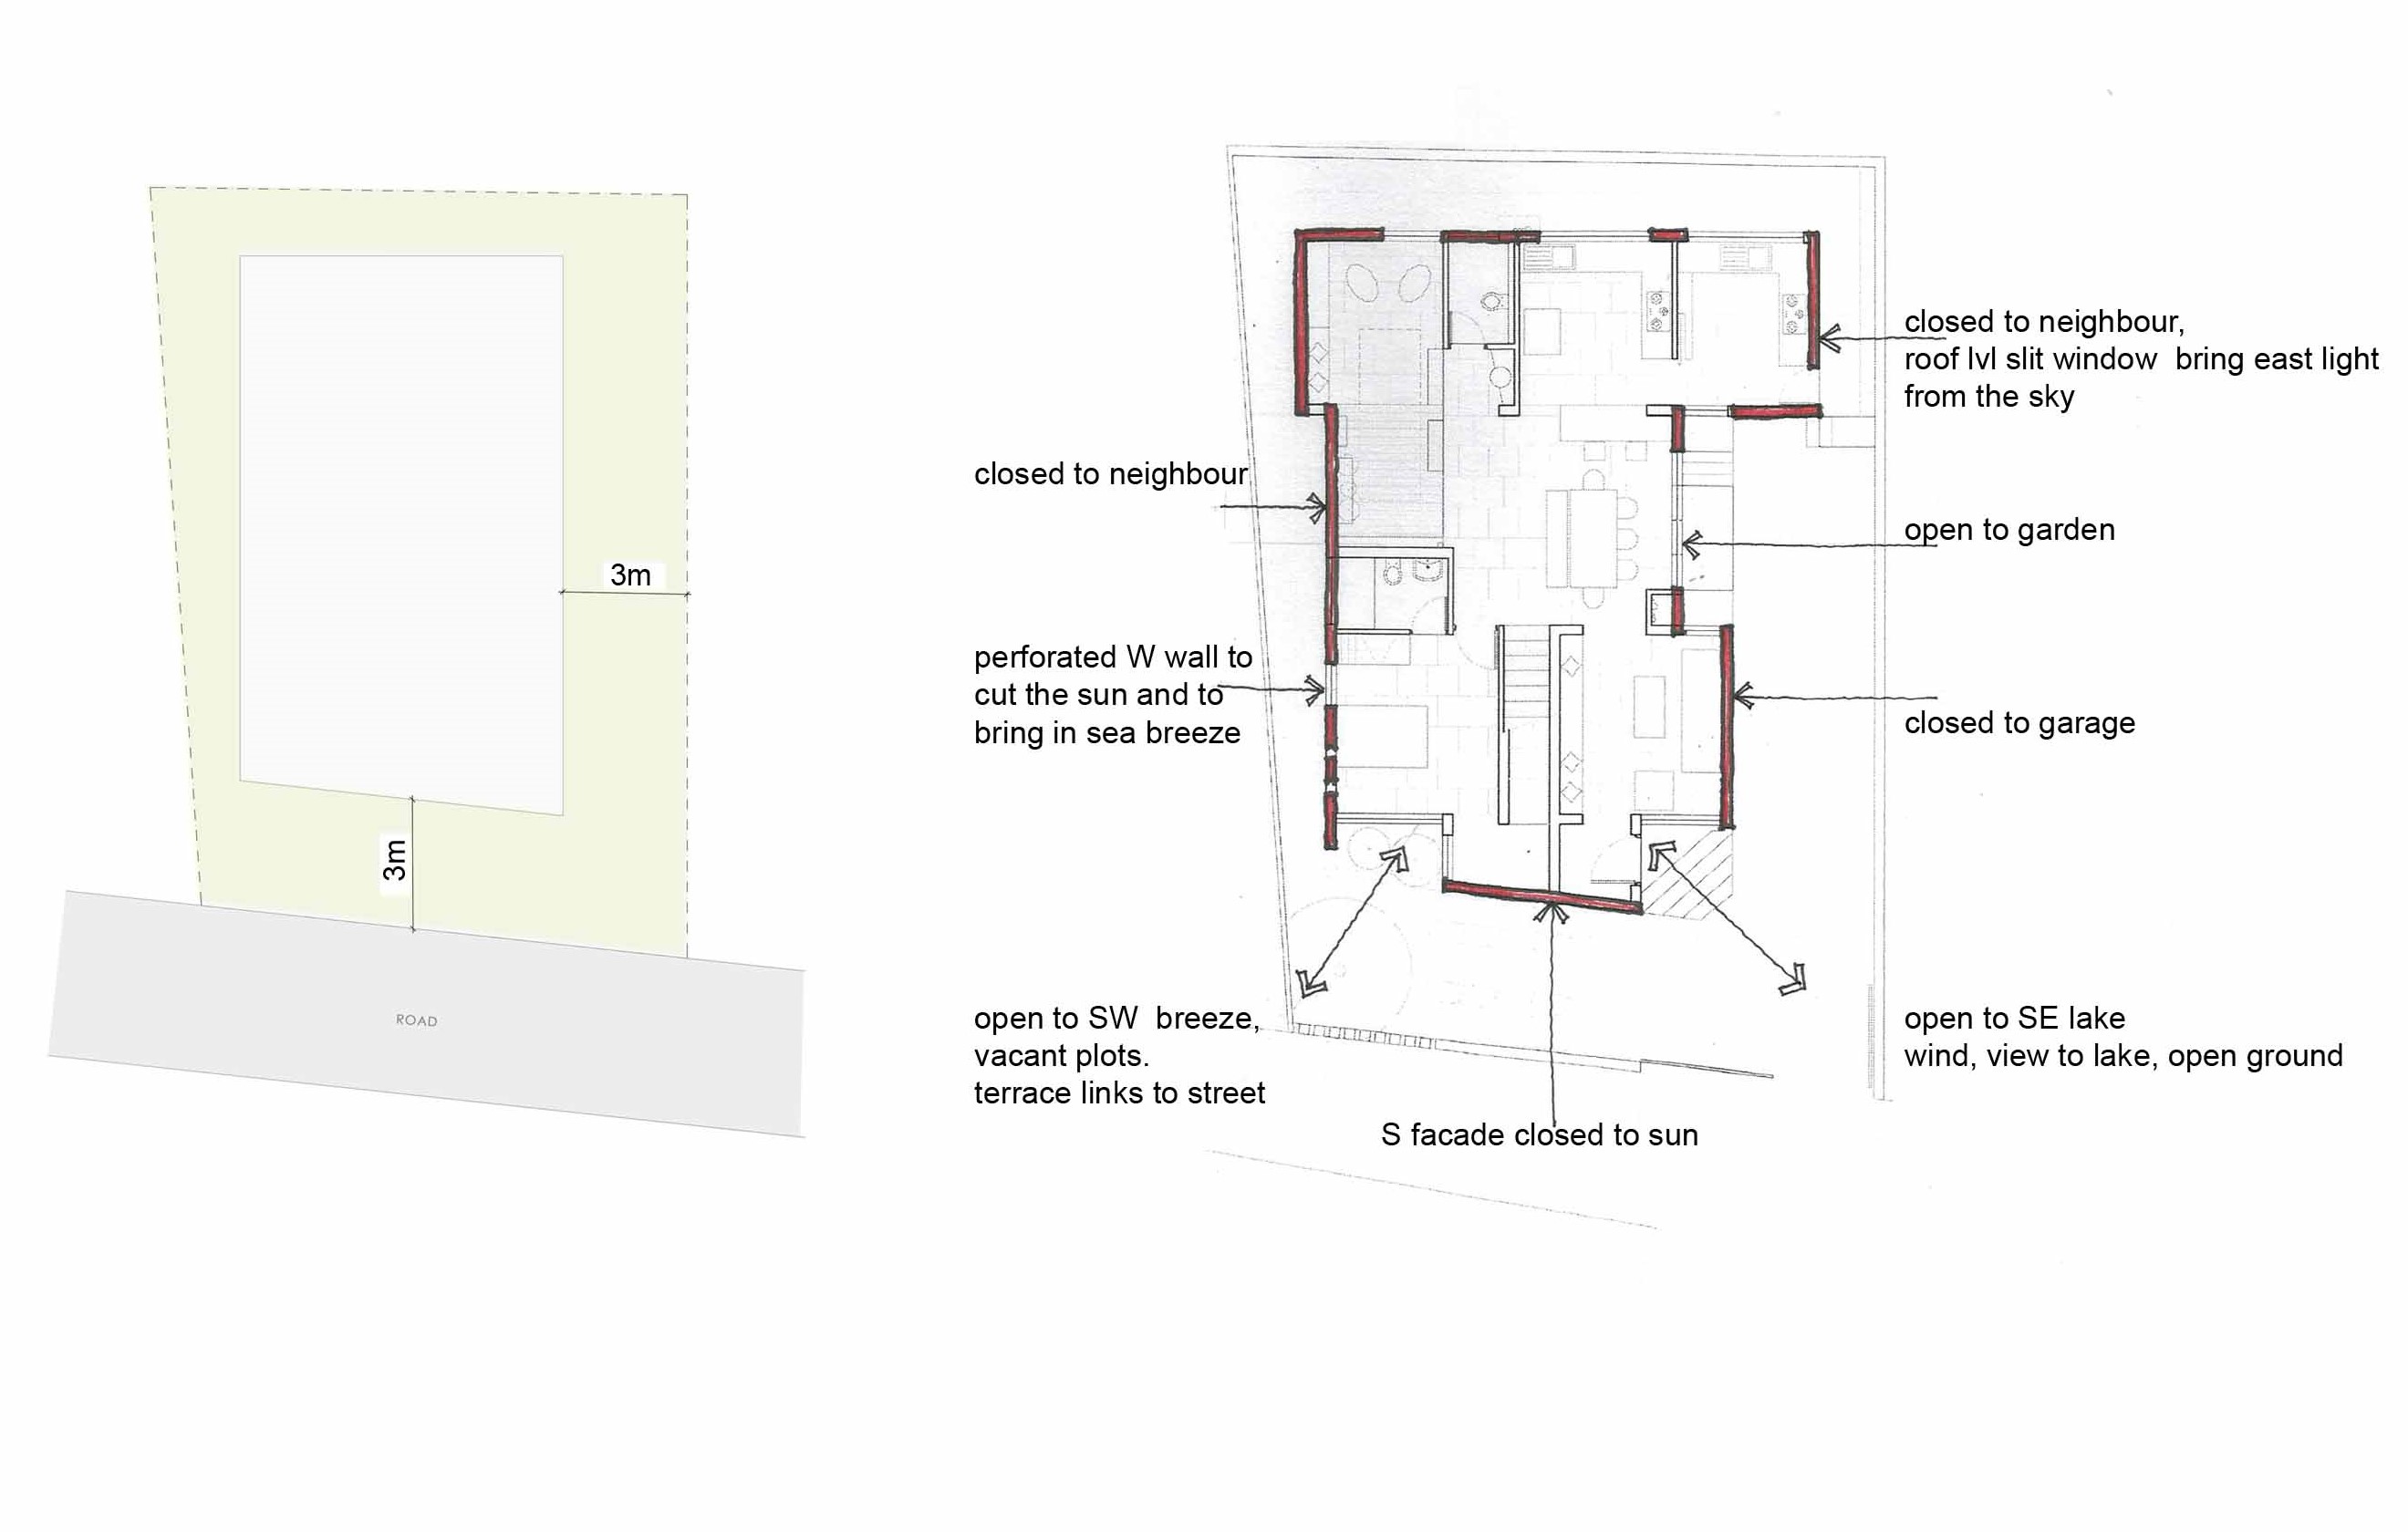 3m
3m
ROAD
closed to neighbour
perforated W wall to
cut the sun and to
bring in sea breeze
open to SW  breeze,
vacant plots.
terrace links to street
S facade closed to sun
closed to neighbour,
roof lvl slit window  bring east light
from the sky
open to garden
closed to garage
open to SE lake
wind, view to lake, open ground